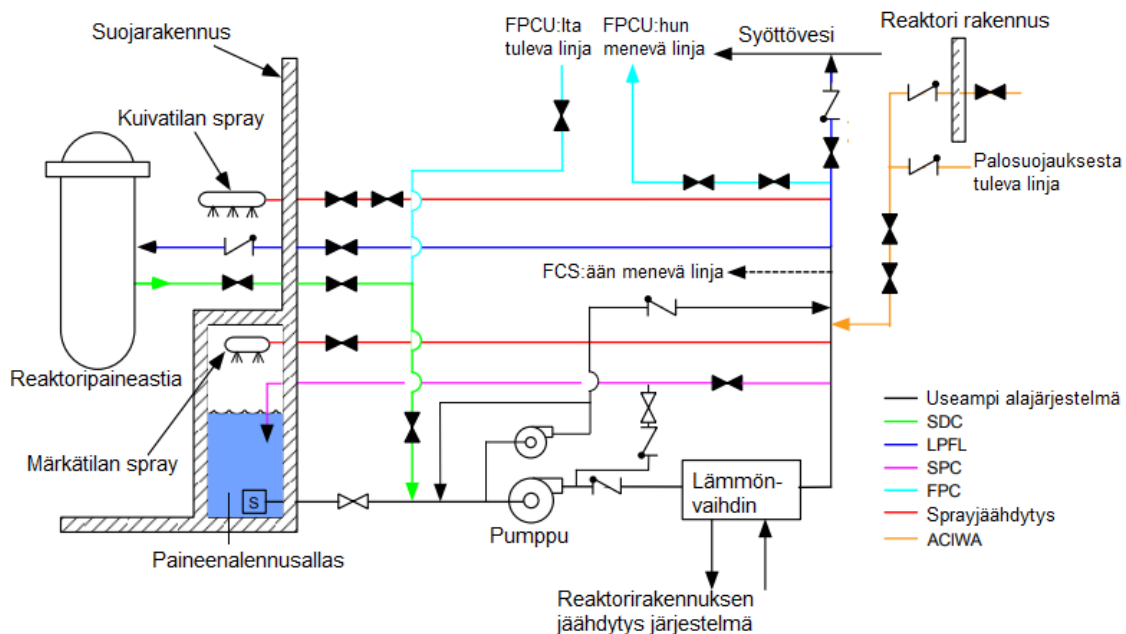 Suojarakennus
FPCU:lta
tuleva linja
FPCU:hun
menevä linja
Syöttövesi
Reaktori rakennus
Kuivatilan spray
Palosuojauksesta
tuleva linja
FCS:ään menevä linja
Reaktoripaineastia
Märkätilan spray
S
Paineenalennusallas
Pumppu
Lämmön-
vaihdin
Reaktorirakennuksen
jäähdytys järjestelmä
Useampi alajärjestelmä
SDC
LPFL
SPC
FPC
Sprayjäähdytys
ACIWA